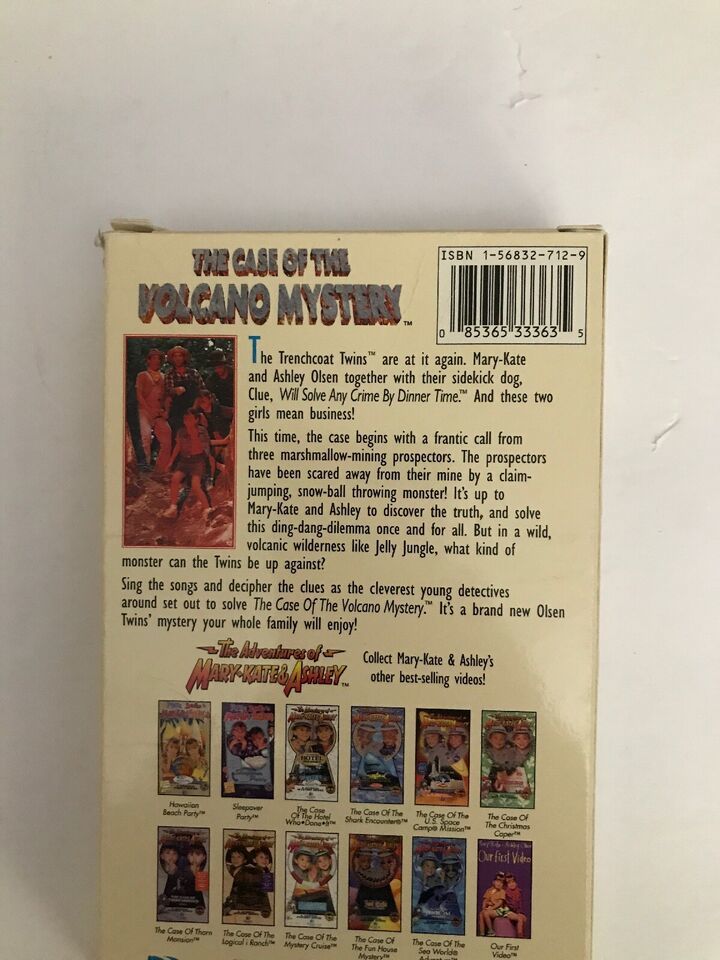 THE CASE OF THE
VOLCANO MYSTERY™
ISBN 1-56832-712-9
0 85365 33363 5
The Trenchcoat Twins™ are at it again. Mary-Kate
and Ashley Olsen together with their sidekick dog,
Clue, Will Solve Any Crime By Dinner Time.™ And these two
girls mean business!
This time, the case begins with a frantic call from
three marshmallow-mining prospectors. The prospectors
have been scared away from their mine by a claim-
jumping, snow-ball throwing monster! It's up to
Mary-Kate and Ashley to discover the truth, and solve
this ding-dang-dilemma once and for all. But in a wild,
volcanic wilderness like Jelly Jungle, what kind of
monster can the Twins be up against?
Sing the songs and decipher the clues as the cleverest young detectives
around set out to solve The Case Of The Volcano Mystery.™ It's a brand new Olsen
Twins' mystery your whole family will enjoy!
The Adventures of
MARY-KATE & ASHLEY™
Collect Mary-Kate & Ashley's
other best-selling videos!
HOTEL
Hawaiian
Beach Party™
Sleepover
Party™
The Case
Of The Hotel
Who•Done•It™
The Case Of The
Shark Encounter®™
The Case Of The
U.S. Space
Camp® Mission™
The Case Of
The Christmas
Caper™
Our First Video
The Case Of Thorn
Mansion™
The Case Of The
Logical i Ranch™
The Case Of The
Mystery Cruise™
The Case Of
The Fun House
Mystery™
The Case Of The
Sea World®
Adventure™
Our First
Video™